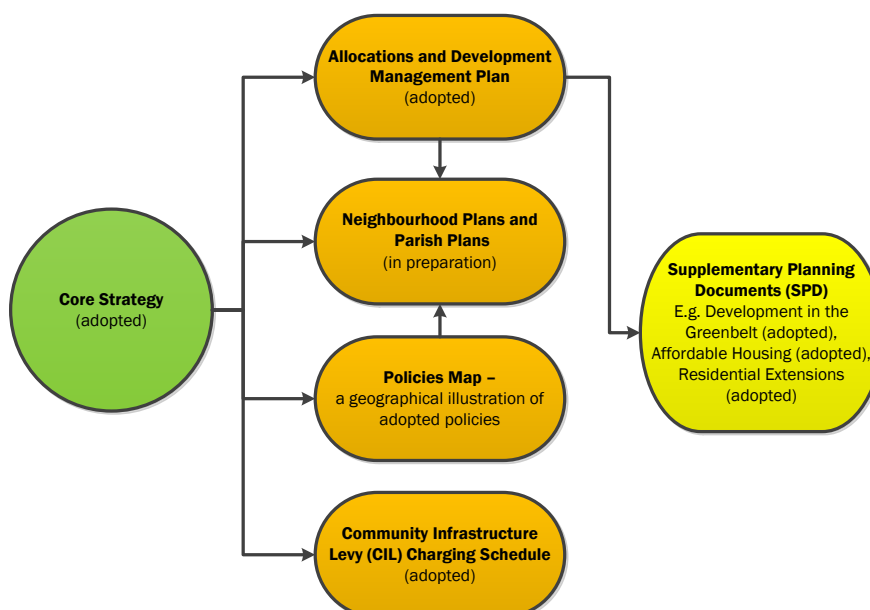 Allocations and Development
Management Plan
(adopted)
Neighbourhood Plans and
Parish Plans
(in preparation)
Core Strategy
(adopted)
Policies Map –
a geographical illustration of
adopted policies
Community Infrastructure
Levy (CIL) Charging Schedule
(adopted)
Supplementary Planning
Documents (SPD)
E.g. Development in the
Greenbelt (adopted),
Affordable Housing (adopted),
Residential Extensions
(adopted)